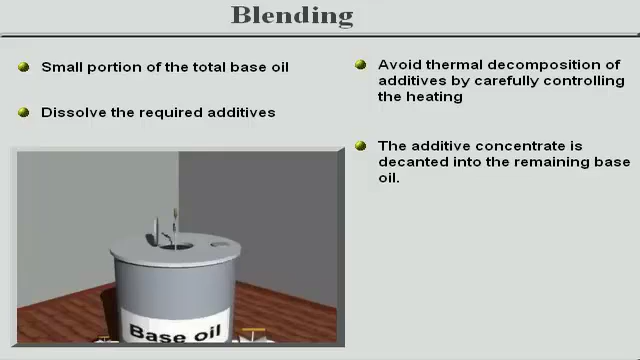 Blending
Small portion of the total base oil
Dissolve the required additives
Avoid thermal decomposition of
additives by carefully controlling
the heating
The additive concentrate is
decanted into the remaining base
oil.
Base oil